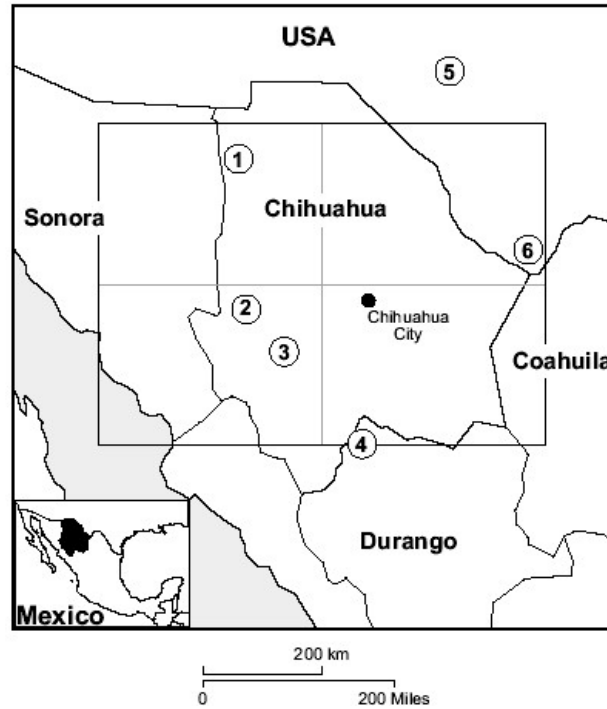 USA
5
1
Sonora
Chihuahua
6
2
Chihuahua
City
3
Coahuila
4
Durango
Mexico
200 km
0
200 Miles